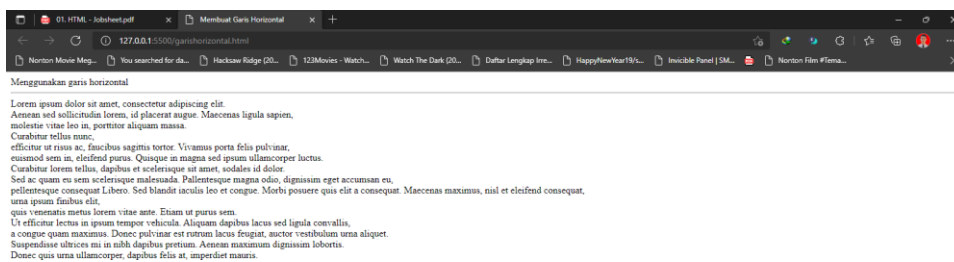 01. HTML - Jobsheet.pdf
Membuat Garis Horizontal
127.0.0.1:5500/garishorizontal.html
Norton Movie Meg...
You searched for da...
Hacksaw Ridge (20...
123Movies - Watch...
Watch The Dark (20...
Daftar Lengkap Irre...
HappyNewYear19/s...
Invicible Panel | SM...
Nonton Film #Tema...
Menggunakan garis horizontal
Lorem ipsum dolor sit amet, consectetur adipiscing elit.
Aenean sed sollicitudin lorem, id placerat augue. Maecenas ligula sapien,
molestie vitae leo in, porttitor aliquam massa.
Curabitur tellus nunc,
efficitur ut risus ac, faucibus sagittis tortor. Vivamus porta felis pulvinar,
euismod sem in, eleifend purus. Quisque in magna sed ipsum ullamcorper luctus.
Curabitur lorem tellus, dapibus et scelerisque sit amet, sodales id dolor.
Sed ac quam eu sem scelerisque malesuada. Pallentesque magna odio, dignissim eget accumsan eu,
pellentesque consequat Libero. Sed blandit iaculis leo et congue. Morbi posuere quis elit a consequat. Maecenas maximus, nisl et eleifend consequat,
urna ipsum finibus elit,
quis venenatis metus lorem vitae ante. Etiam ut purus sem.
Ut efficitur lectus in ipsum tempor vehicula. Aliquam dapibus lacus sed ligula convallis,
a congue quam maximus. Donec pulvinar est rutrum lacus feugiat, auctor vestibulum urna aliquet.
Suspendisse ultrices mi in nibh dapibus pretium. Aenean maximum dignissim lobortis.
Donec quis urna ullamcorper, dapibus felis at, imperdiet mauris.